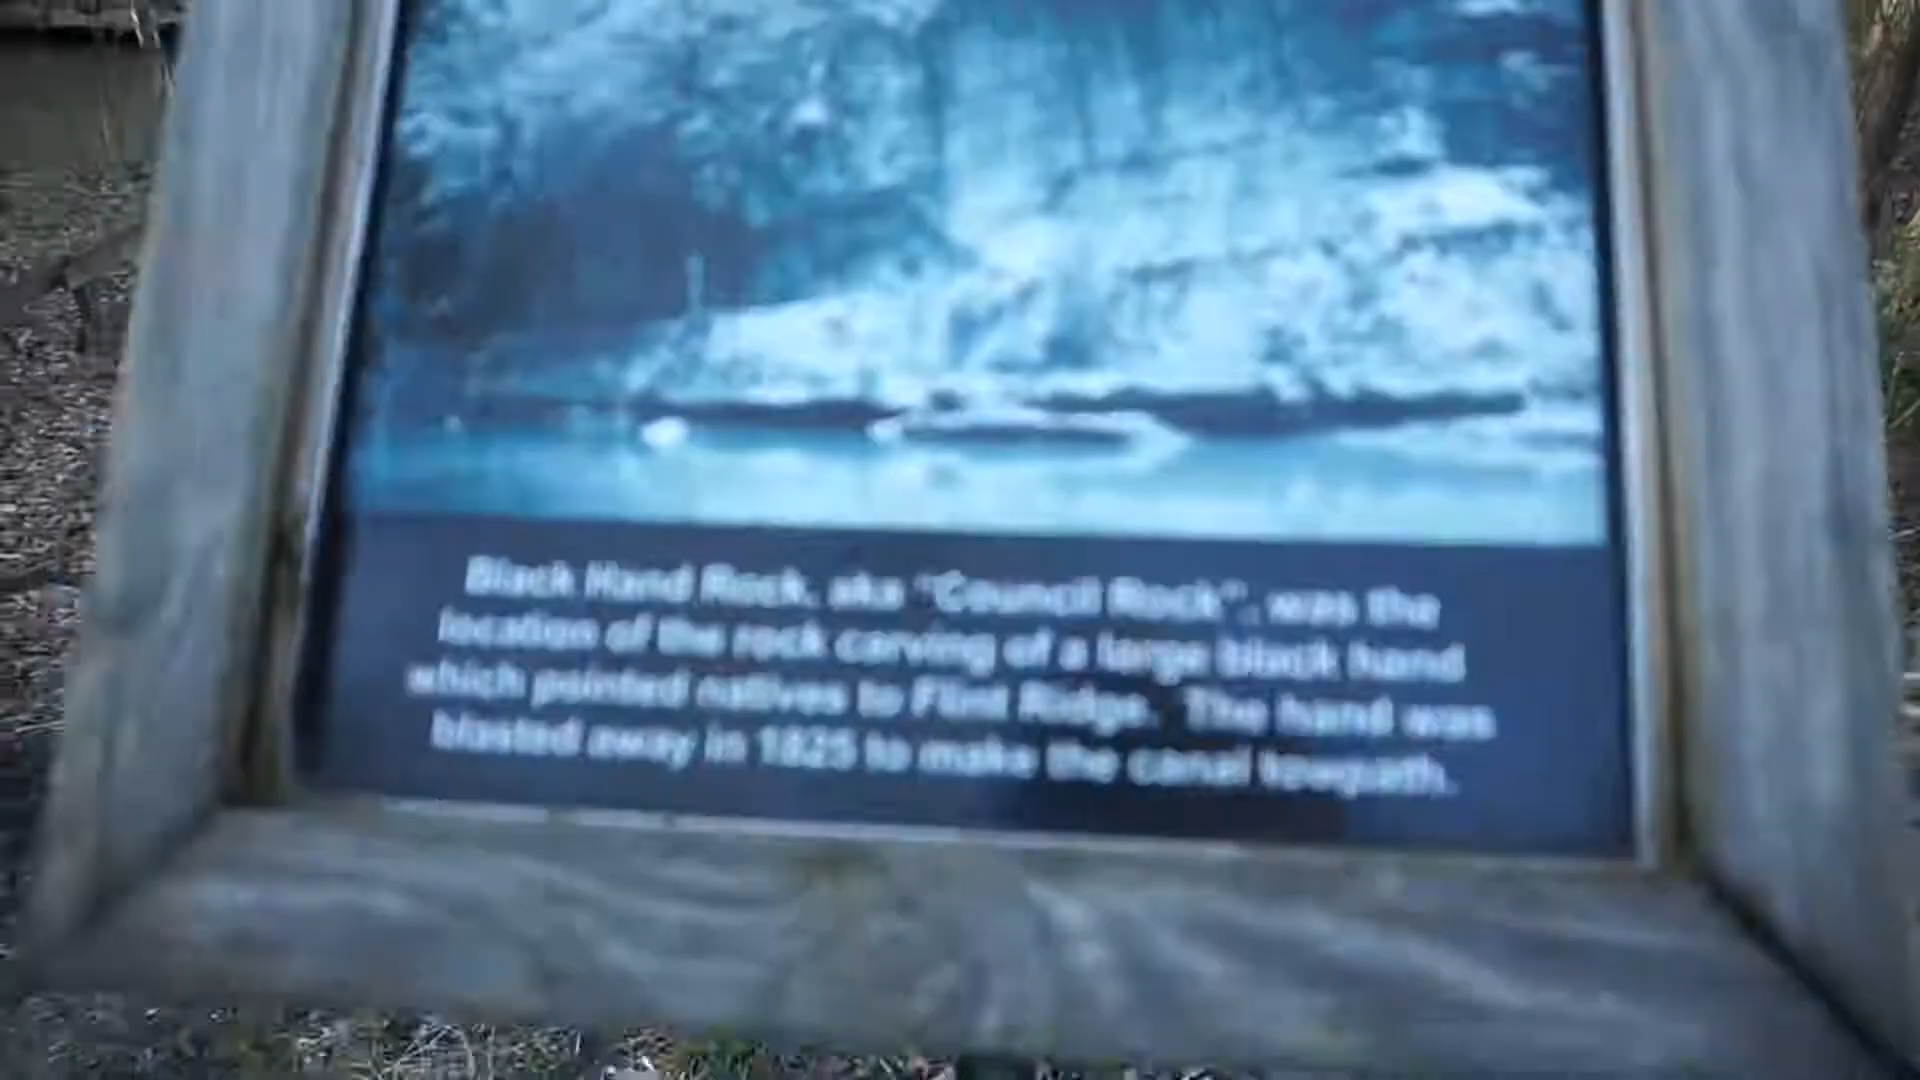 Black Hand Rock, aka "Council Rock", was the
location of the rock carving of a large black hand
which pointed natives to Flint Ridge. The hand was
blasted away in 1825 to make the canal towpath.